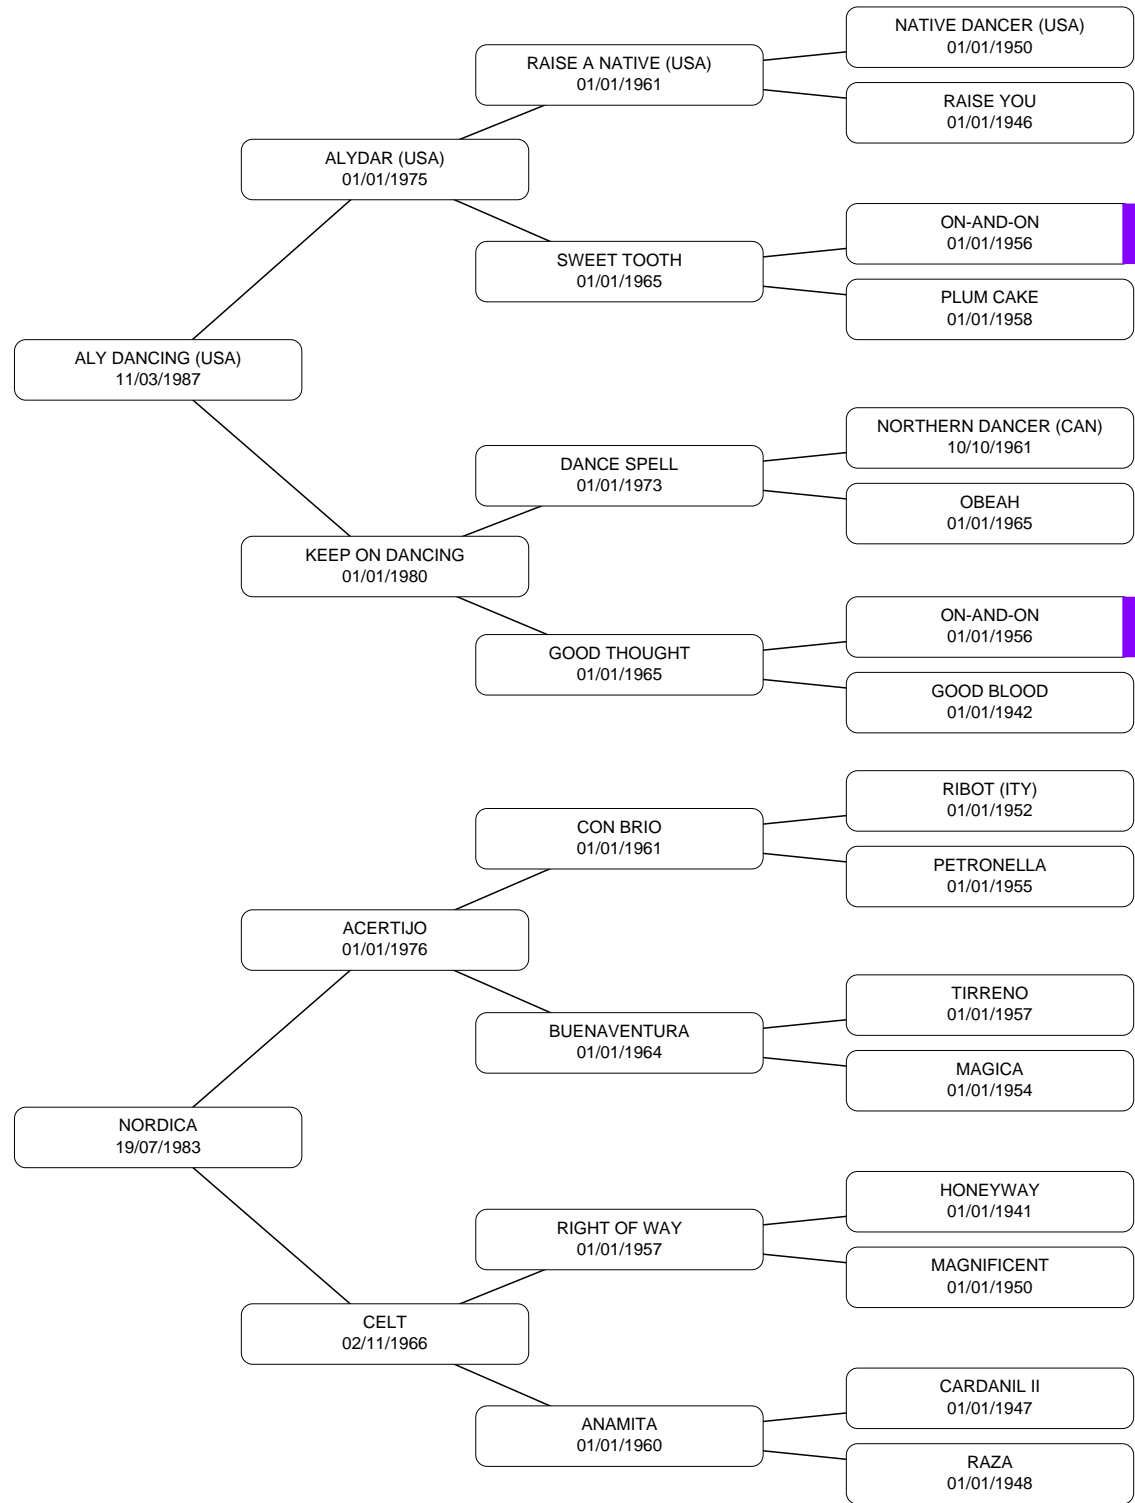 NATIVE DANCER (USA)
01/01/1950
RAISE A NATIVE (USA)
01/01/1961
RAISE YOU
01/01/1946
ALYDAR (USA)
01/01/1975
ON-AND-ON
01/01/1956
SWEET TOOTH
01/01/1965
PLUM CAKE
01/01/1958
ALY DANCING (USA)
11/03/1987
NORTHERN DANCER (CAN)
10/10/1961
DANCE SPELL
01/01/1973
OBEAH
01/01/1965
KEEP ON DANCING
01/01/1980
ON-AND-ON
01/01/1956
GOOD THOUGHT
01/01/1965
GOOD BLOOD
01/01/1942
RIBOT (ITY)
01/01/1952
CON BRIO
01/01/1961
PETRONELLA
01/01/1955
ACERTIJO
01/01/1976
TIRRENO
01/01/1957
BUENAVENTURA
01/01/1964
MAGICA
01/01/1954
NORDICA
19/07/1983
HONEYWAY
01/01/1941
RIGHT OF WAY
01/01/1957
MAGNIFICENT
01/01/1950
CELT
02/11/1966
CARDANIL II
01/01/1947
ANAMITA
01/01/1960
RAZA
01/01/1948